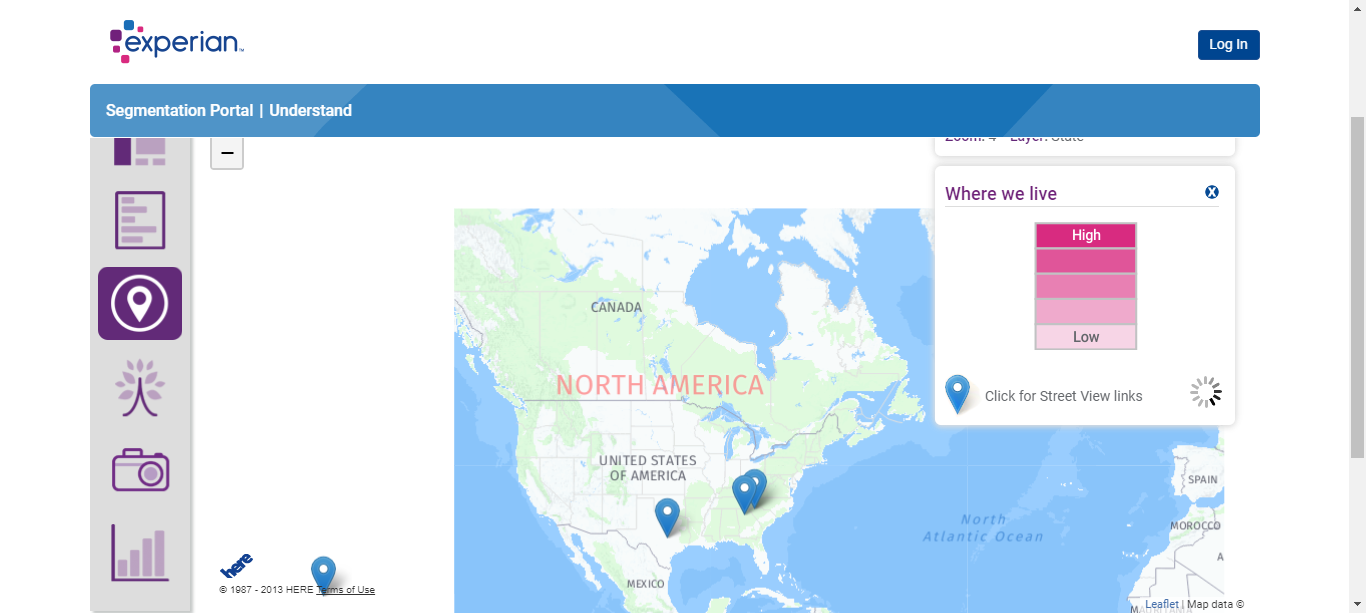 experian™
Log In
Segmentation Portal | Understand
−
Zoom: 4 Layer: State
Where we live
X
High
Low
Click for Street View links
CANADA
NORTH AMERICA
UNITED STATES
OF AMERICA
North
Atlantic Ocean
SPAIN
MOROCCO
MEXICO
here
© 1987 - 2013 HERE Terms of Use
Leaflet | Map data ©